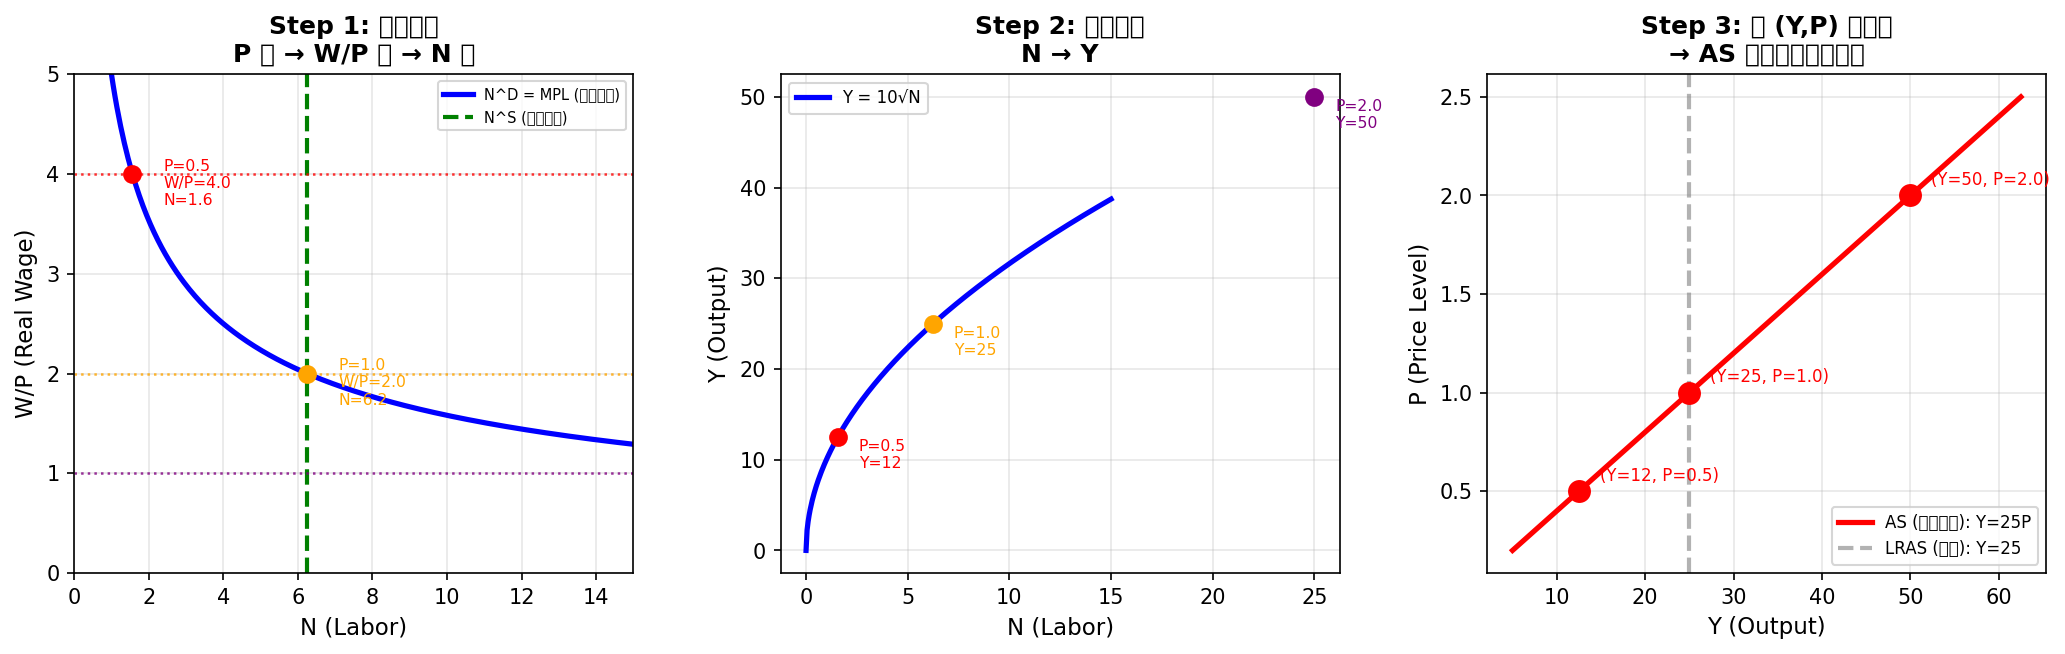 Step 1:
P → W/P → N
5
4
3
2
1
0
0
2
4
6
8
10
12
14
W/P (Real Wage)
N (Labor)
N^D = MPL
N^S
P=0.5
W/P=4.0
N=1.6
P=1.0
W/P=2.0
N=6.2
Step 2:
N → Y
50
40
30
20
10
0
0
5
10
15
20
25
Y (Output)
N (Labor)
Y = 10√N
P=2.0
Y=50
P=1.0
Y=25
P=0.5
Y=12
Step 3: (Y,P)
→ AS
2.5
2.0
1.5
1.0
0.5
10
20
30
40
50
60
P (Price Level)
Y (Output)
(Y=50, P=2.0)
(Y=25, P=1.0)
(Y=12, P=0.5)
AS ( ): Y=25P
LRAS ( ): Y=25